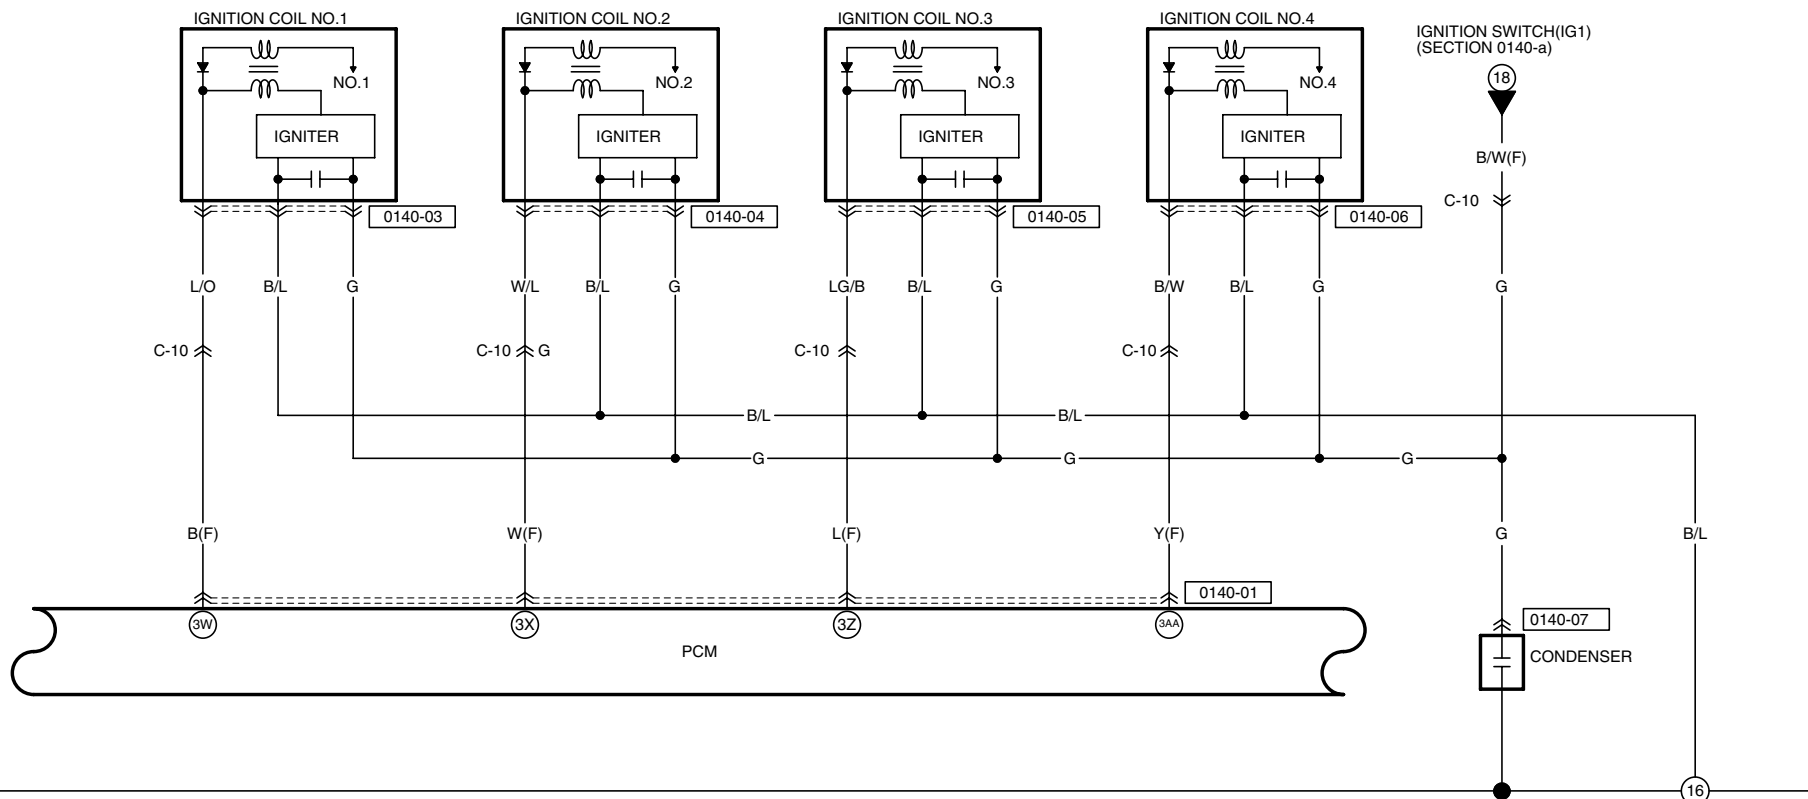 IGNITION COIL NO.1
IGNITION COIL NO.2
IGNITION COIL NO.3
IGNITION COIL NO.4
IGNITION SWITCH(IG1)
(SECTION 0140-a)
18
NO.1
NO.2
NO.3
NO.4
IGNITER
IGNITER
IGNITER
IGNITER
B/W(F)
C-10
0140-03
0140-04
0140-05
0140-06
L/O B/L G W/L B/L G LG/B B/L G B/W B/L G G
C-10 C-10 G C-10 C-10
B/L B/L
G G G
B(F) W(F) L(F) Y(F) G B/L
0140-01
3W 3X 3Z 3AA
0140-07
PCM
CONDENSER
16